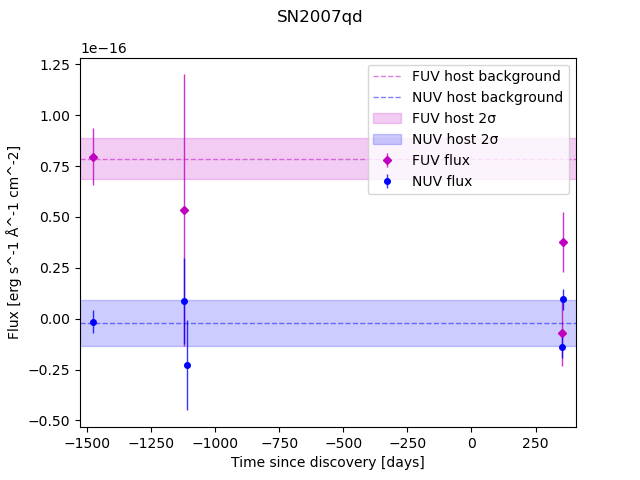 SN2007qd
1e−16
FUV host background
NUV host background
FUV host 2σ
NUV host 2σ
FUV flux
NUV flux
1.25
1.00
0.75
0.50
0.25
0.00
−0.25
−0.50
Flux [erg s^-1 Å^-1 cm^-2]
−1500 −1250 −1000 −750 −500 −250 0 250
Time since discovery [days]